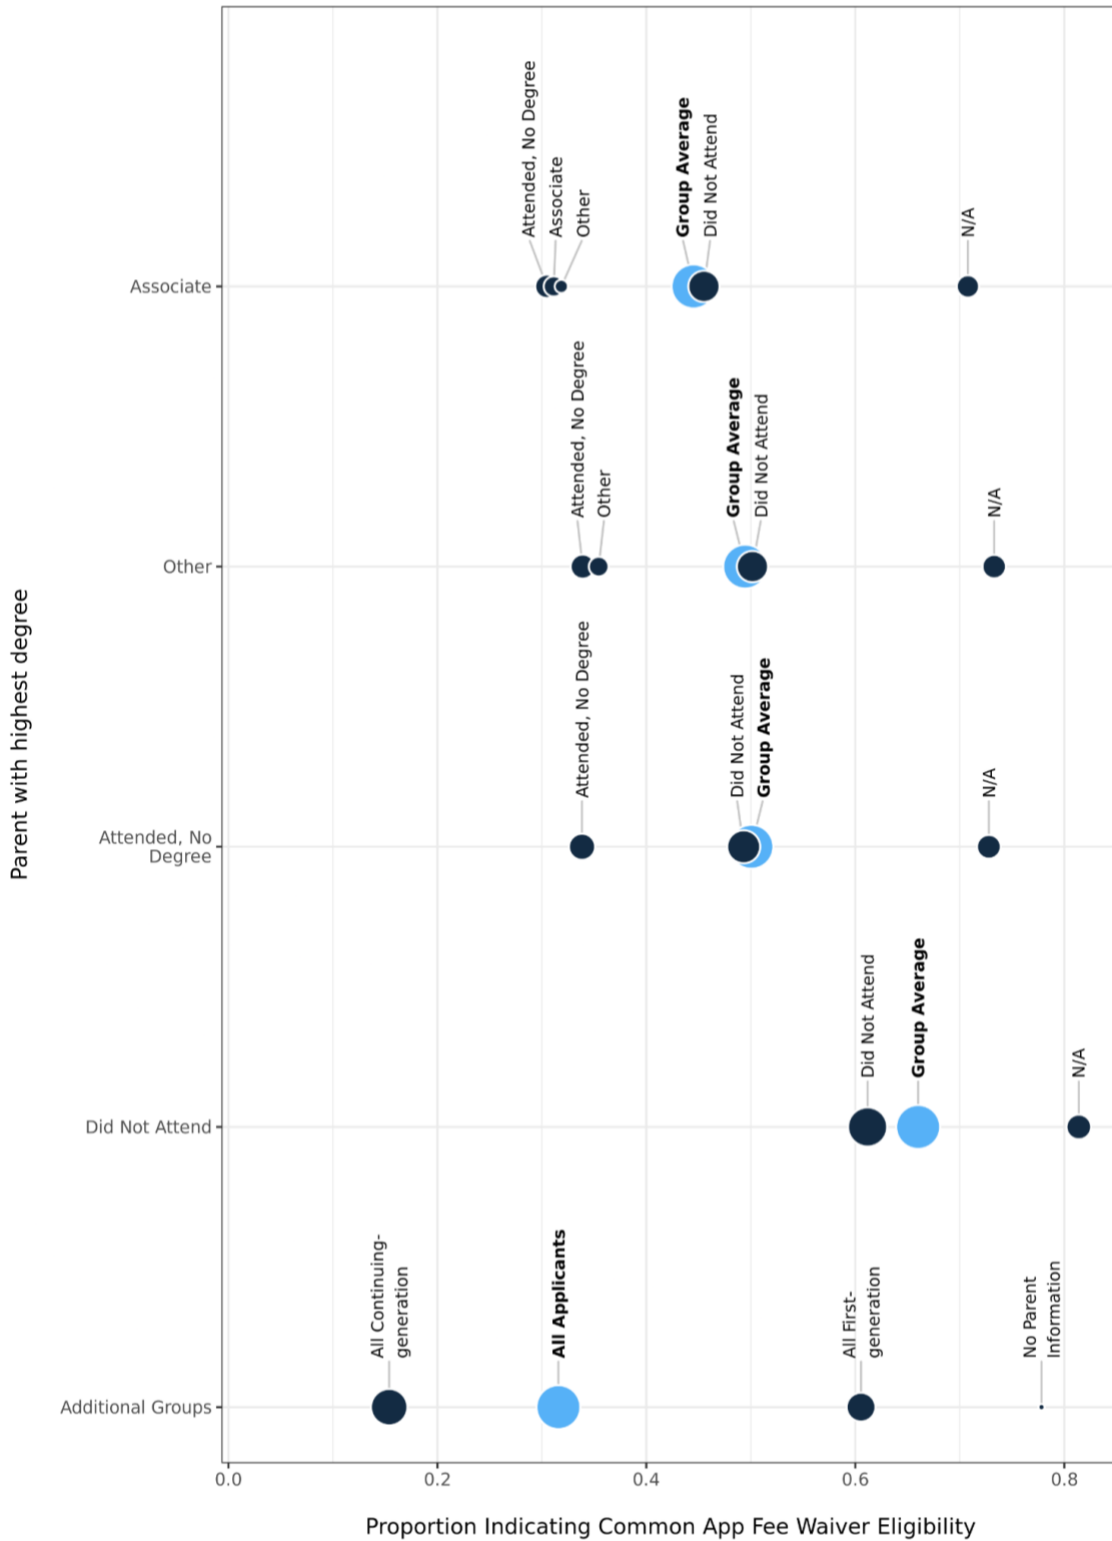 Attended, No Degree
Associate
Other
Group Average
Did Not Attend
N/A
Associate
Attended, No Degree
Other
Group Average
Did Not Attend
N/A
Other
Attended, No Degree
Did Not Attend
Group Average
N/A
Attended, No
Degree
Did Not Attend
Group Average
N/A
Did Not Attend
All Continuing-
generation
All Applicants
All First-
generation
No Parent
Information
Additional Groups
Parent with highest degree
0.0
0.2
0.4
0.6
0.8
Proportion Indicating Common App Fee Waiver Eligibility